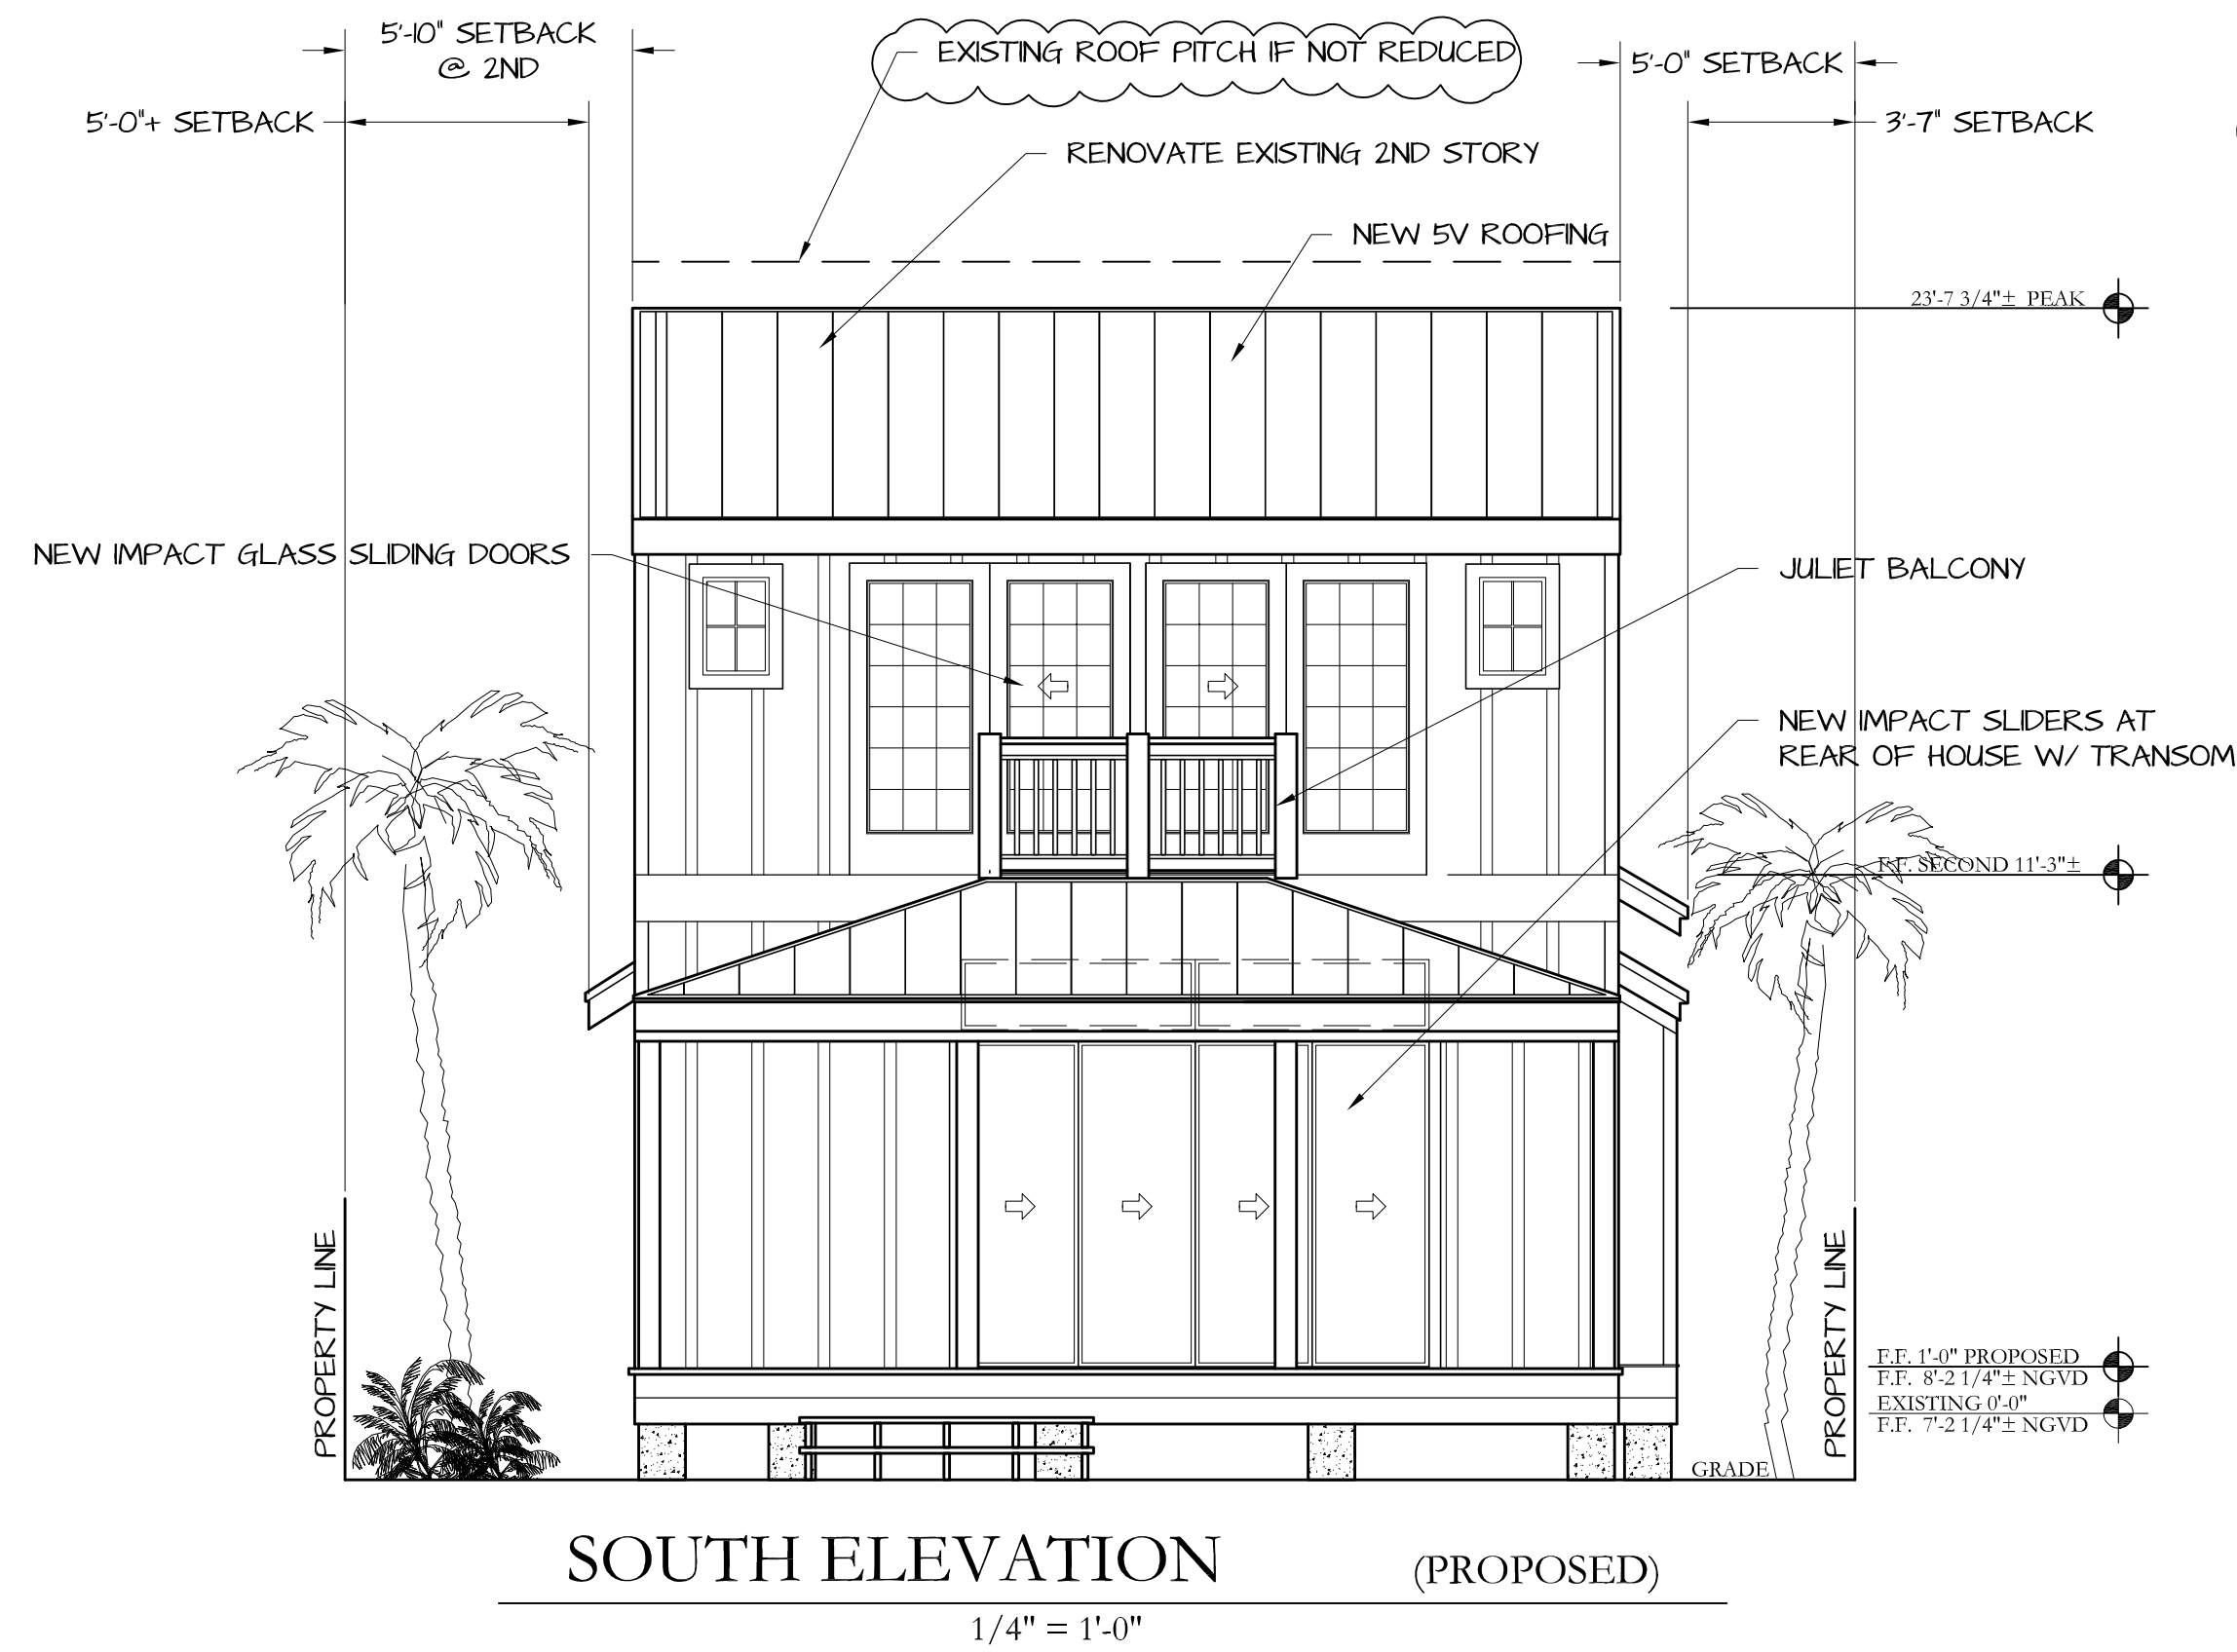 5'-10" SETBACK
@ 2ND
EXISTING ROOF PITCH IF NOT REDUCED
5'-0" SETBACK
5'-0"+ SETBACK
3'-7" SETBACK
RENOVATE EXISTING 2ND STORY
NEW 5V ROOFING
23'-7 3/4"± PEAK
NEW IMPACT GLASS SLIDING DOORS
JULIET BALCONY
NEW IMPACT SLIDERS AT
REAR OF HOUSE W/ TRANSOM
F.F. SECOND 11'-3"±
PROPERTY LINE
PROPERTY LINE
F.F. 1'-0" PROPOSED
F.F. 8'-2 1/4"± NGVD
EXISTING 0'-0"
F.F. 7'-2 1/4"± NGVD
GRADE
SOUTH ELEVATION (PROPOSED)
1/4" = 1'-0"